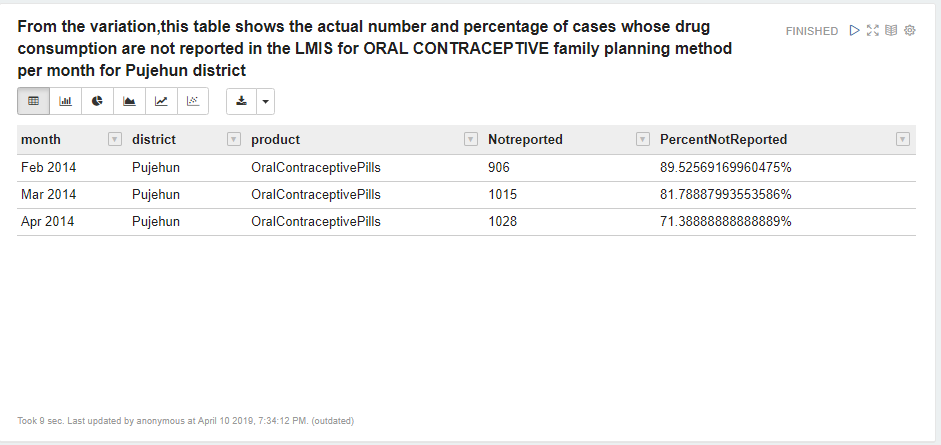 From the variation,this table shows the actual number and percentage of cases whose drug
consumption are not reported in the LMIS for ORAL CONTRACEPTIVE family planning method
per month for Pujehun district
FINISHED
month district product Notreported PercentNotReported
Feb 2014 Pujehun OralContraceptivePills 906 89.52569169960475%
Mar 2014 Pujehun OralContraceptivePills 1015 81.78887993553586%
Apr 2014 Pujehun OralContraceptivePills 1028 71.38888888888889%
Took 9 sec. Last updated by anonymous at April 10 2019, 7:34:12 PM. (outdated)